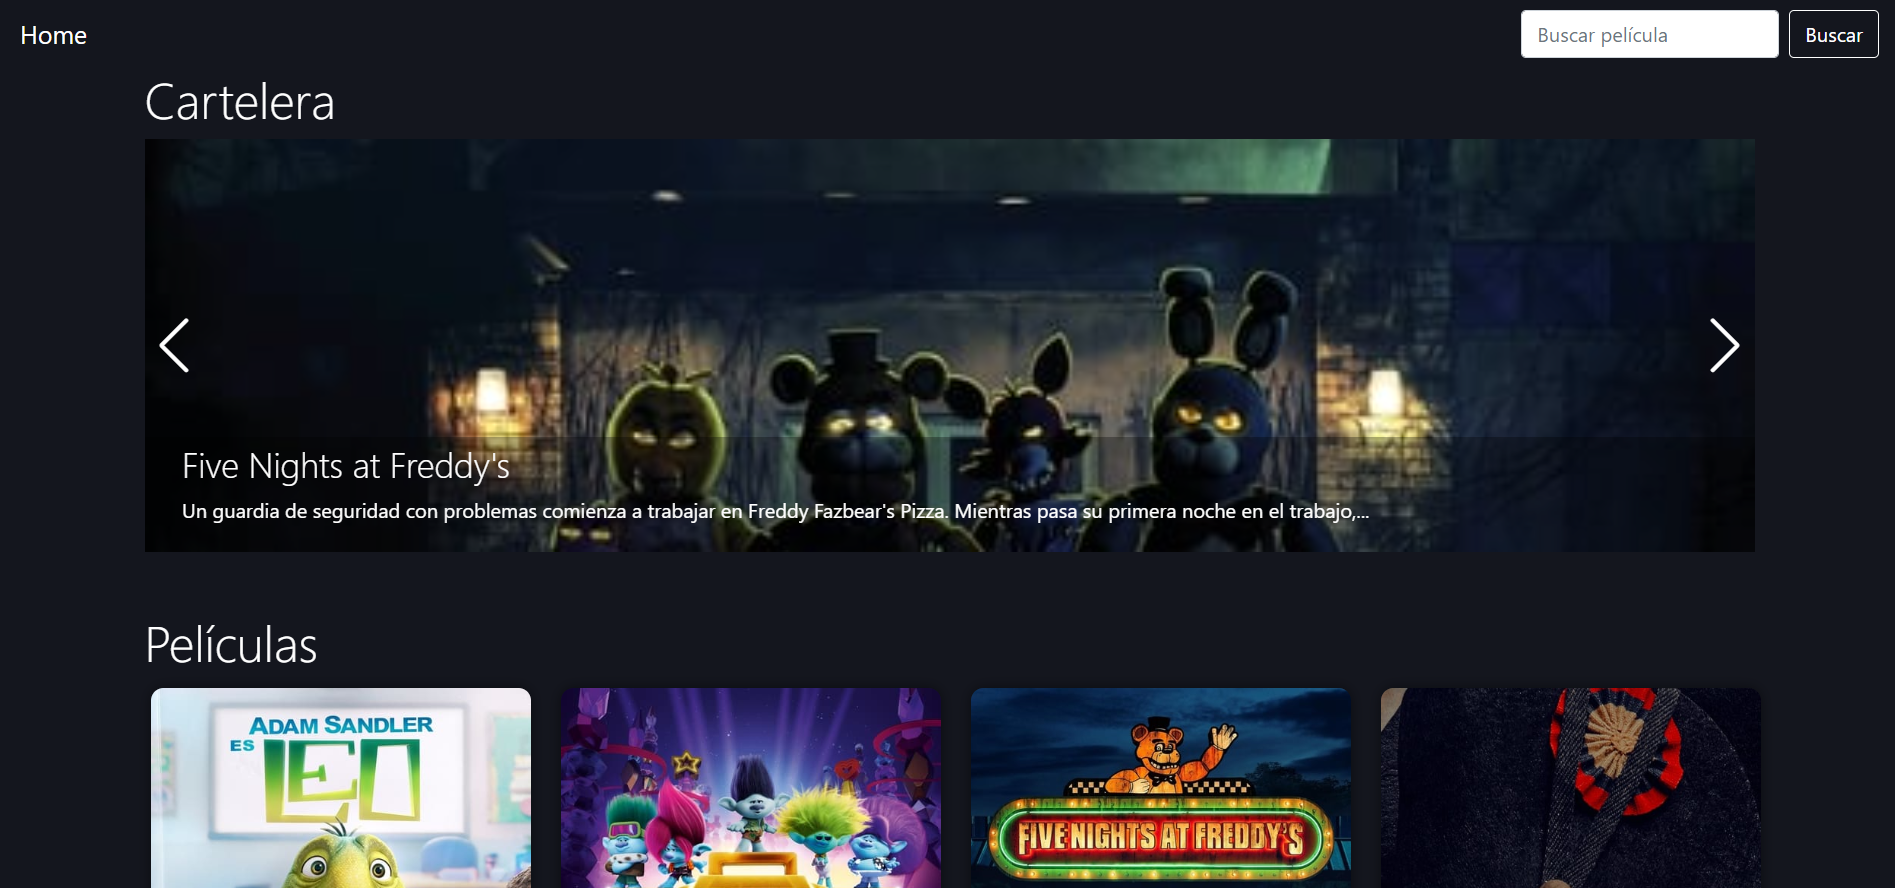 Home
Buscar película
Buscar
Cartelera
Five Nights at Freddy's
Un guardia de seguridad con problemas comienza a trabajar en Freddy Fazbear's Pizza. Mientras pasa su primera noche en el trabajo,...
Películas
ADAM SANDLER
ES
LEO
FIVE NIGHTS AT FREDDY'S